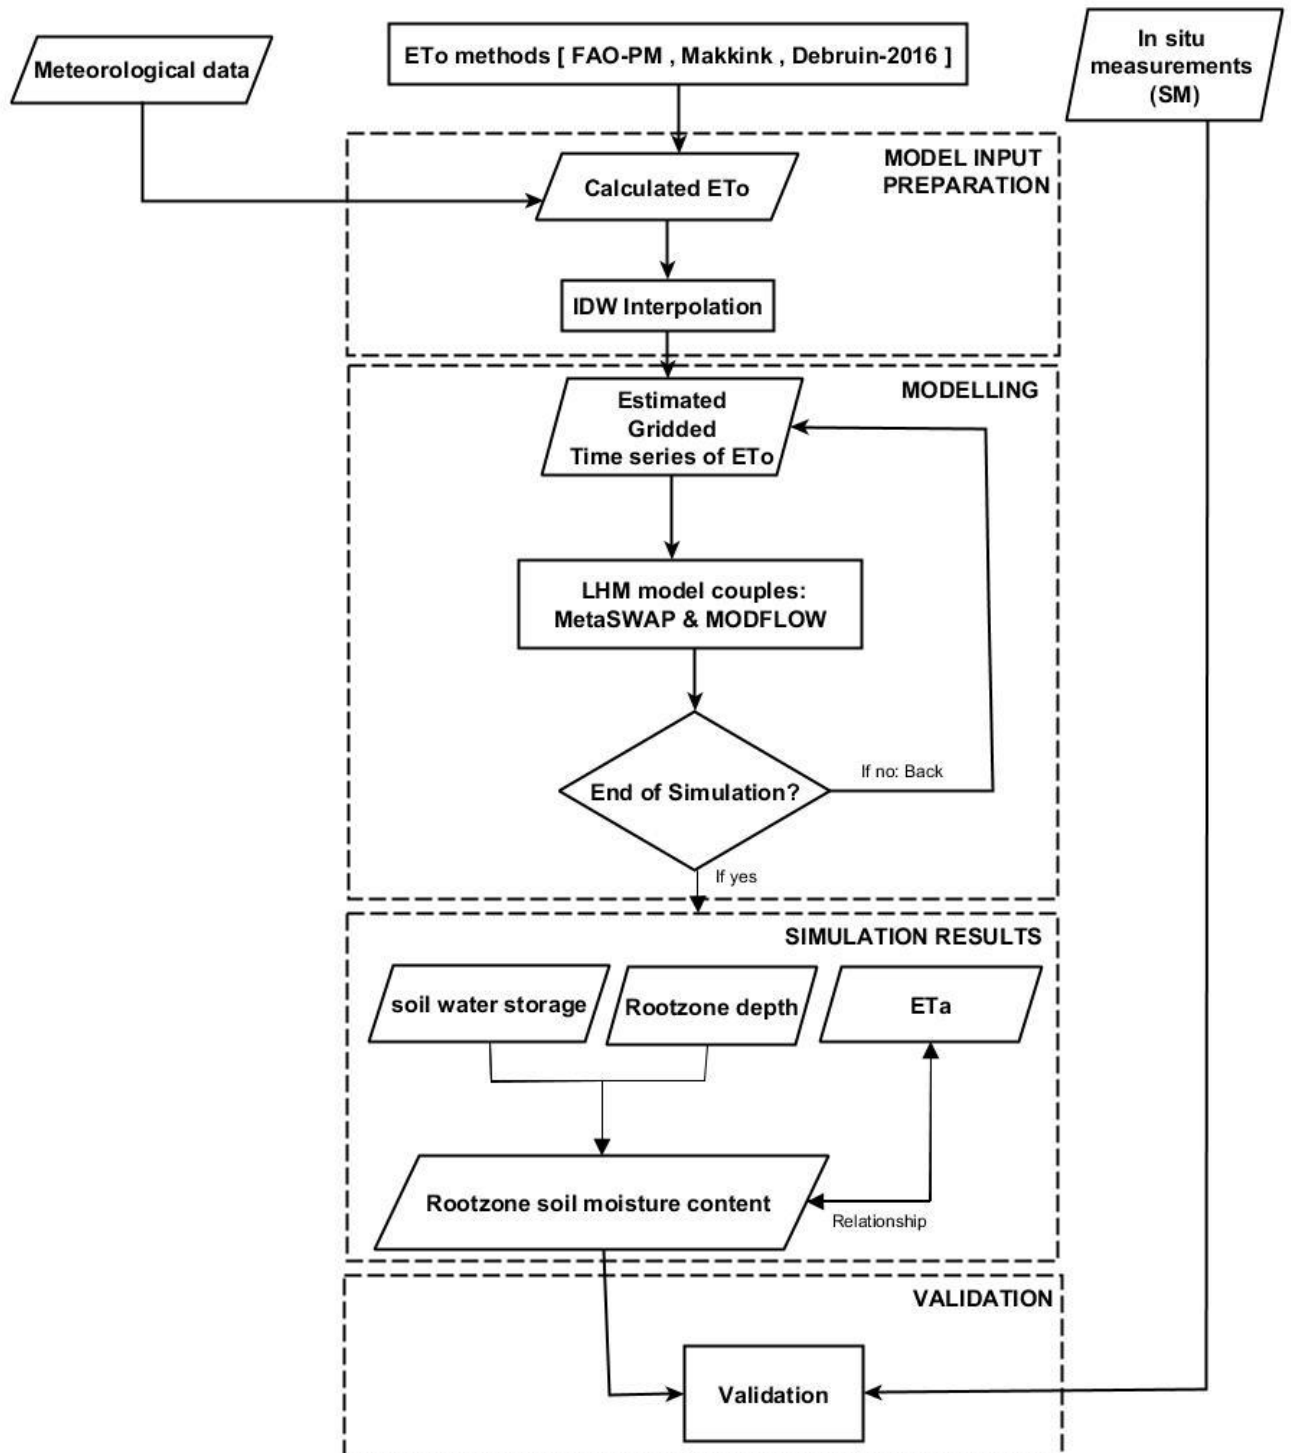 Meteorological data
ETo methods [ FAO-PM , Makkink , Debruin-2016 ]
In situ
measurements
(SM)
MODEL INPUT
PREPARATION
Calculated ETo
IDW Interpolation
MODELLING
Estimated
Gridded
Time series of ETo
LHM model couples:
MetaSWAP & MODFLOW
End of Simulation?
If no: Back
If yes
SIMULATION RESULTS
soil water storage
Rootzone depth
ETa
Rootzone soil moisture content
Relationship
VALIDATION
Validation